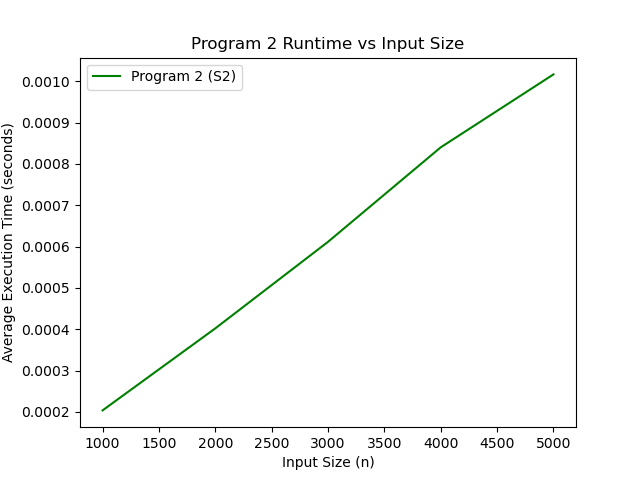 Program 2 Runtime vs Input Size
Program 2 (S2)
Average Execution Time (seconds)
0.0010
0.0009
0.0008
0.0007
0.0006
0.0005
0.0004
0.0003
0.0002
1000 1500 2000 2500 3000 3500 4000 4500 5000
Input Size (n)